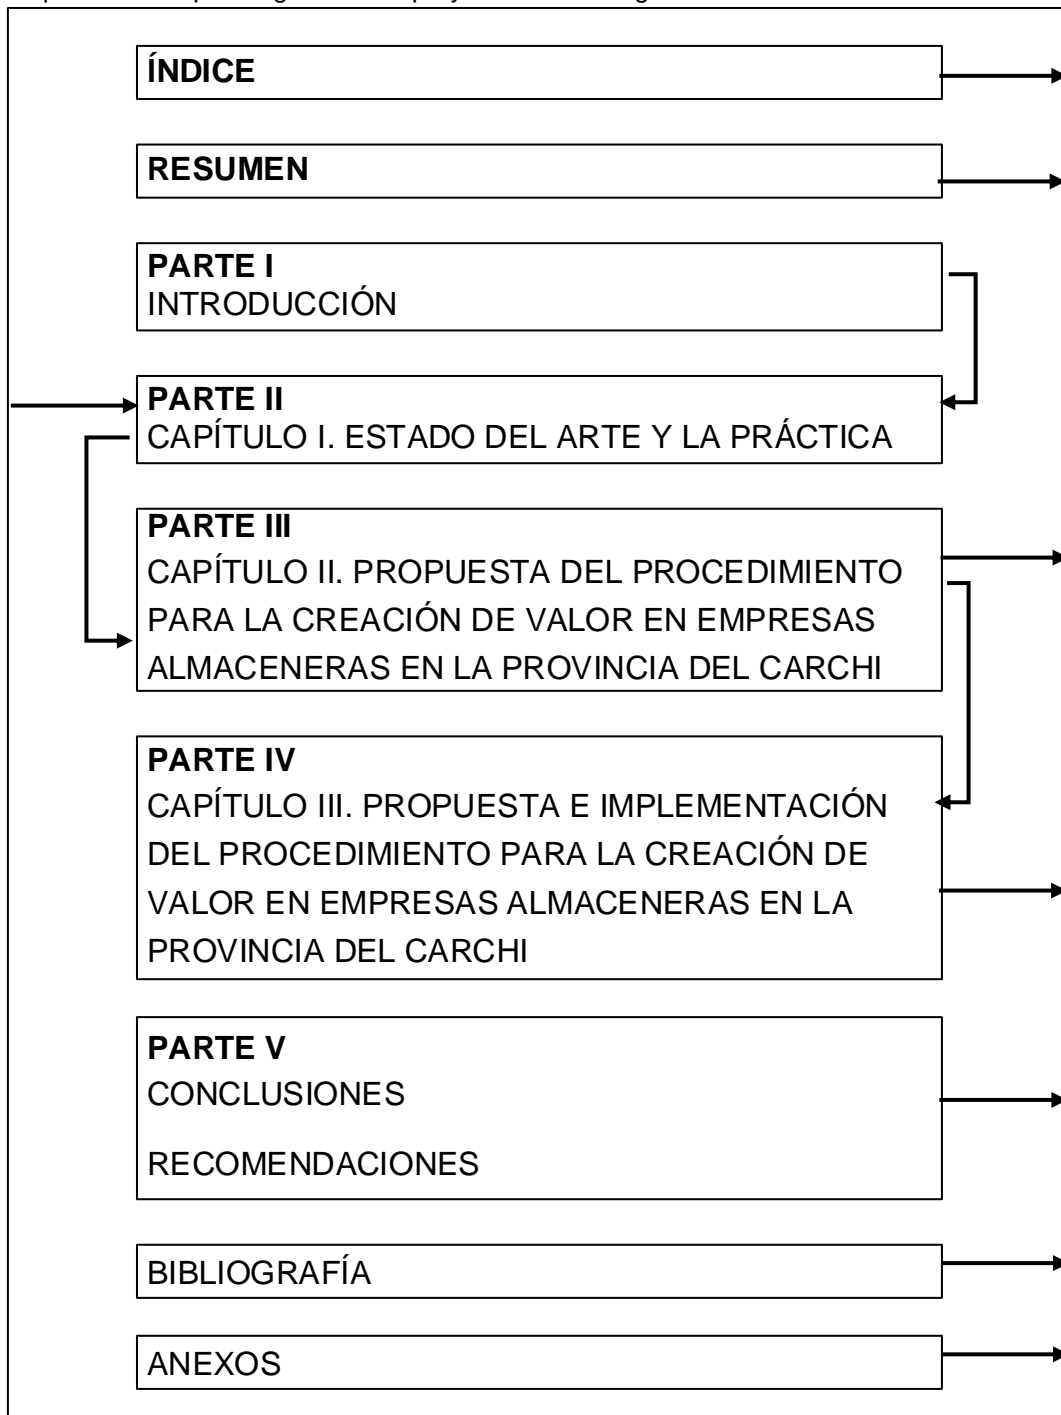 ÍNDICE
RESUMEN
PARTE I
INTRODUCCIÓN
PARTE II
CAPÍTULO I. ESTADO DEL ARTE Y LA PRÁCTICA
PARTE III
CAPÍTULO II. PROPUESTA DEL PROCEDIMIENTO
PARA LA CREACIÓN DE VALOR EN EMPRESAS
ALMACENERAS EN LA PROVINCIA DEL CARCHI
PARTE IV
CAPÍTULO III. PROPUESTA E IMPLEMENTACIÓN
DEL PROCEDIMIENTO PARA LA CREACIÓN DE
VALOR EN EMPRESAS ALMACENERAS EN LA
PROVINCIA DEL CARCHI
PARTE V
CONCLUSIONES
RECOMENDACIONES
BIBLIOGRAFÍA
ANEXOS